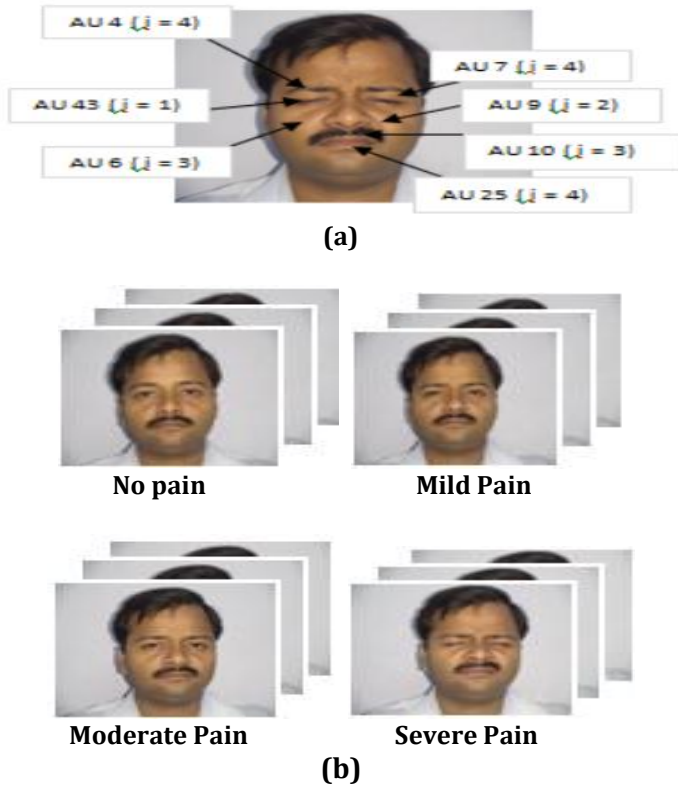 AU 4 (j = 4)
AU 7 (j = 4)
AU 43 (j = 1)
AU 9 (j = 2)
AU 6 (j = 3)
AU 10 (j = 3)
AU 25 (j = 4)
(a)
No pain
Mild Pain
Moderate Pain
Severe Pain
(b)